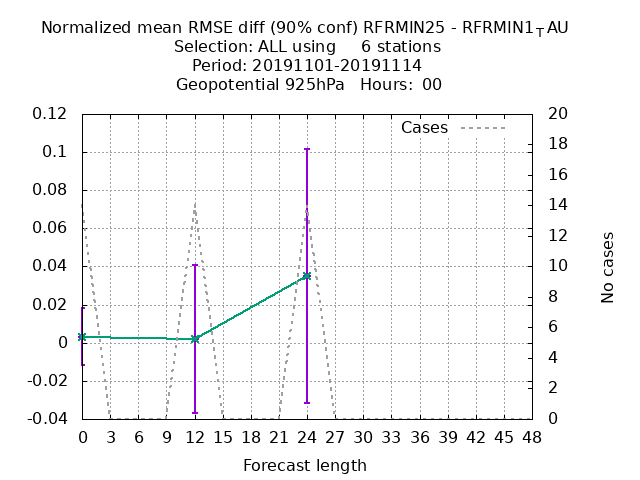 Normalized mean RMSE diff (90% conf) RFRMIN25 - RFRMIN1_TAU
Selection: ALL using 6 stations
Period: 20191101-20191114
Geopotential 925hPa Hours: 00
0.12
0.1
0.08
0.06
0.04
0.02
0
-0.02
-0.04
Cases
20
18
16
14
12
10
8
6
4
2
0
No cases
0 3 6 9 12 15 18 21 24 27 30 33 36 39 42 45 48
Forecast length